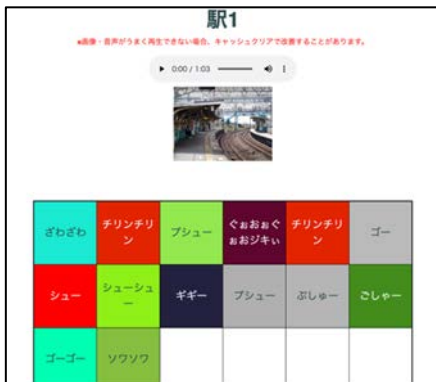 駅1
※画像・音声がうまく再生できない場合、キャッシュクリアで改善することがあります。
0:00 / 1:03
ざわざわ
チリンチリ
ン
プシュー
ぐぉおぉぐ
ぉおジキぃ
チリンチリ
ン
ゴー
シュー
シューシュ
ー
ギギー
プシュー
ぷしゅー
ごしゃー
ゴーゴー
ソワソワ